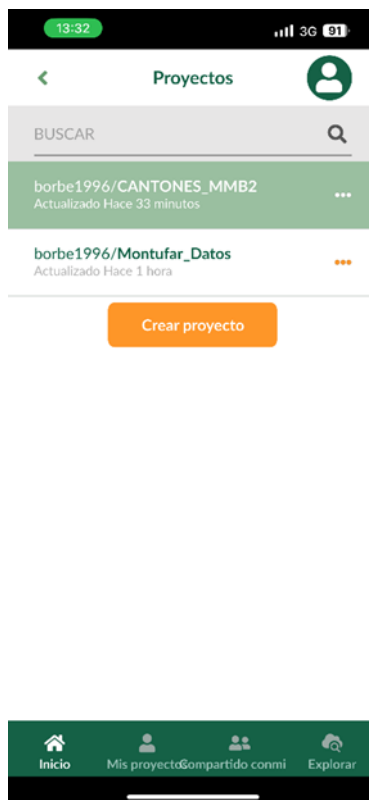 13:32
3G 91
Proyectos
BUSCAR
borbe1996/CANTONES_MMB2
Actualizado Hace 33 minutos
borbe1996/Montufar_Datos
Actualizado Hace 1 hora
Crear proyecto
Inicio Mis proyectos Compartido conmi Explorar